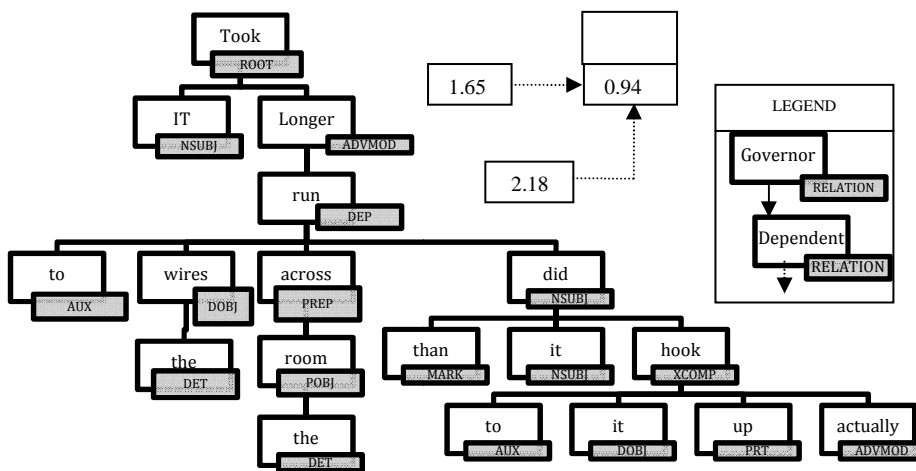 Took
ROOT
1.65
0.94
IT
NSUBJ
Longer
ADVMOD
LEGEND
Governor
RELATION
2.18
run
DEP
Dependent
RELATION
to
AUX
wires
DOBJ
across
PREP
did
NSUBJ
the
DET
room
POBJ
than
MARK
it
NSUBJ
hook
XCOMP
the
DET
to
AUX
it
DOBJ
up
PRT
actually
ADVMOD